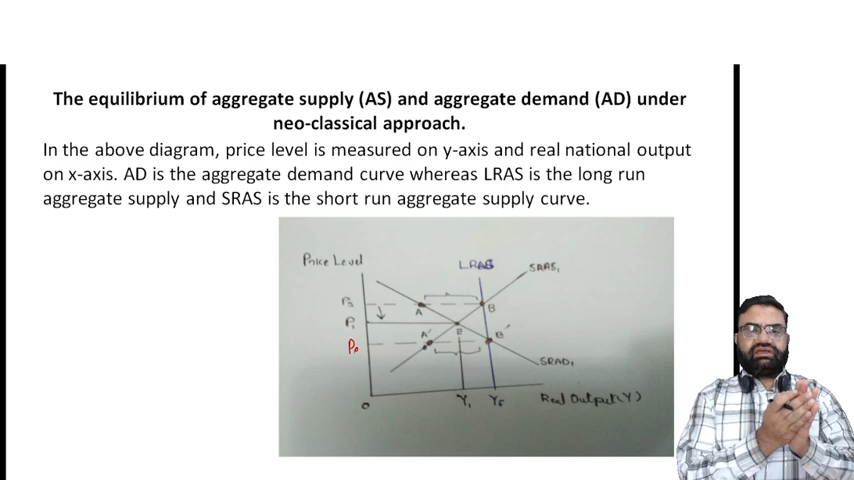 The equilibrium of aggregate supply (AS) and aggregate demand (AD) under
neo-classical approach.
In the above diagram, price level is measured on y-axis and real national output
on x-axis. AD is the aggregate demand curve whereas LRAS is the long run
aggregate supply and SRAS is the short run aggregate supply curve.
Price Level
LRAS
SRAS₁
P₂
A
B
P₁
E
A'
B'
P₀
SRAD₁
0
Y₁
YF
Real Output(Y)